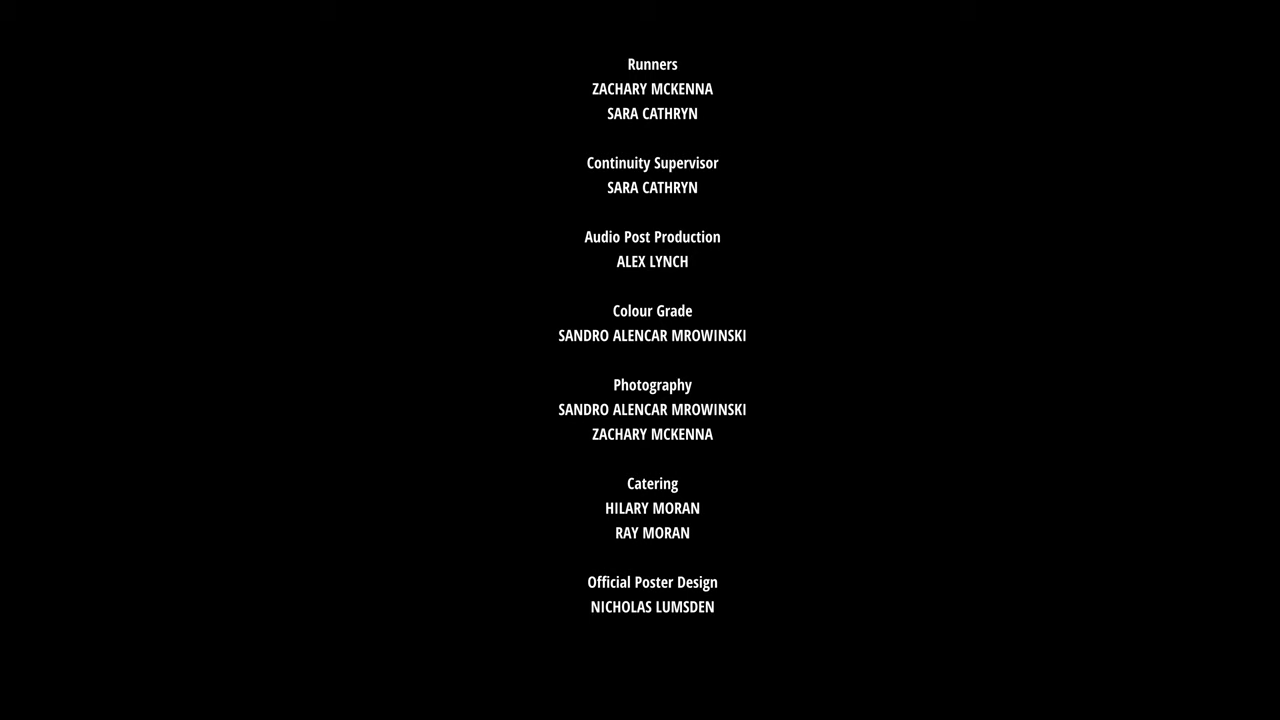 Runners
ZACHARY MCKENNA
SARA CATHRYN
Continuity Supervisor
SARA CATHRYN
Audio Post Production
ALEX LYNCH
Colour Grade
SANDRO ALENCAR MROWINSKI
Photography
SANDRO ALENCAR MROWINSKI
ZACHARY MCKENNA
Catering
HILARY MORAN
RAY MORAN
Official Poster Design
NICHOLAS LUMSDEN